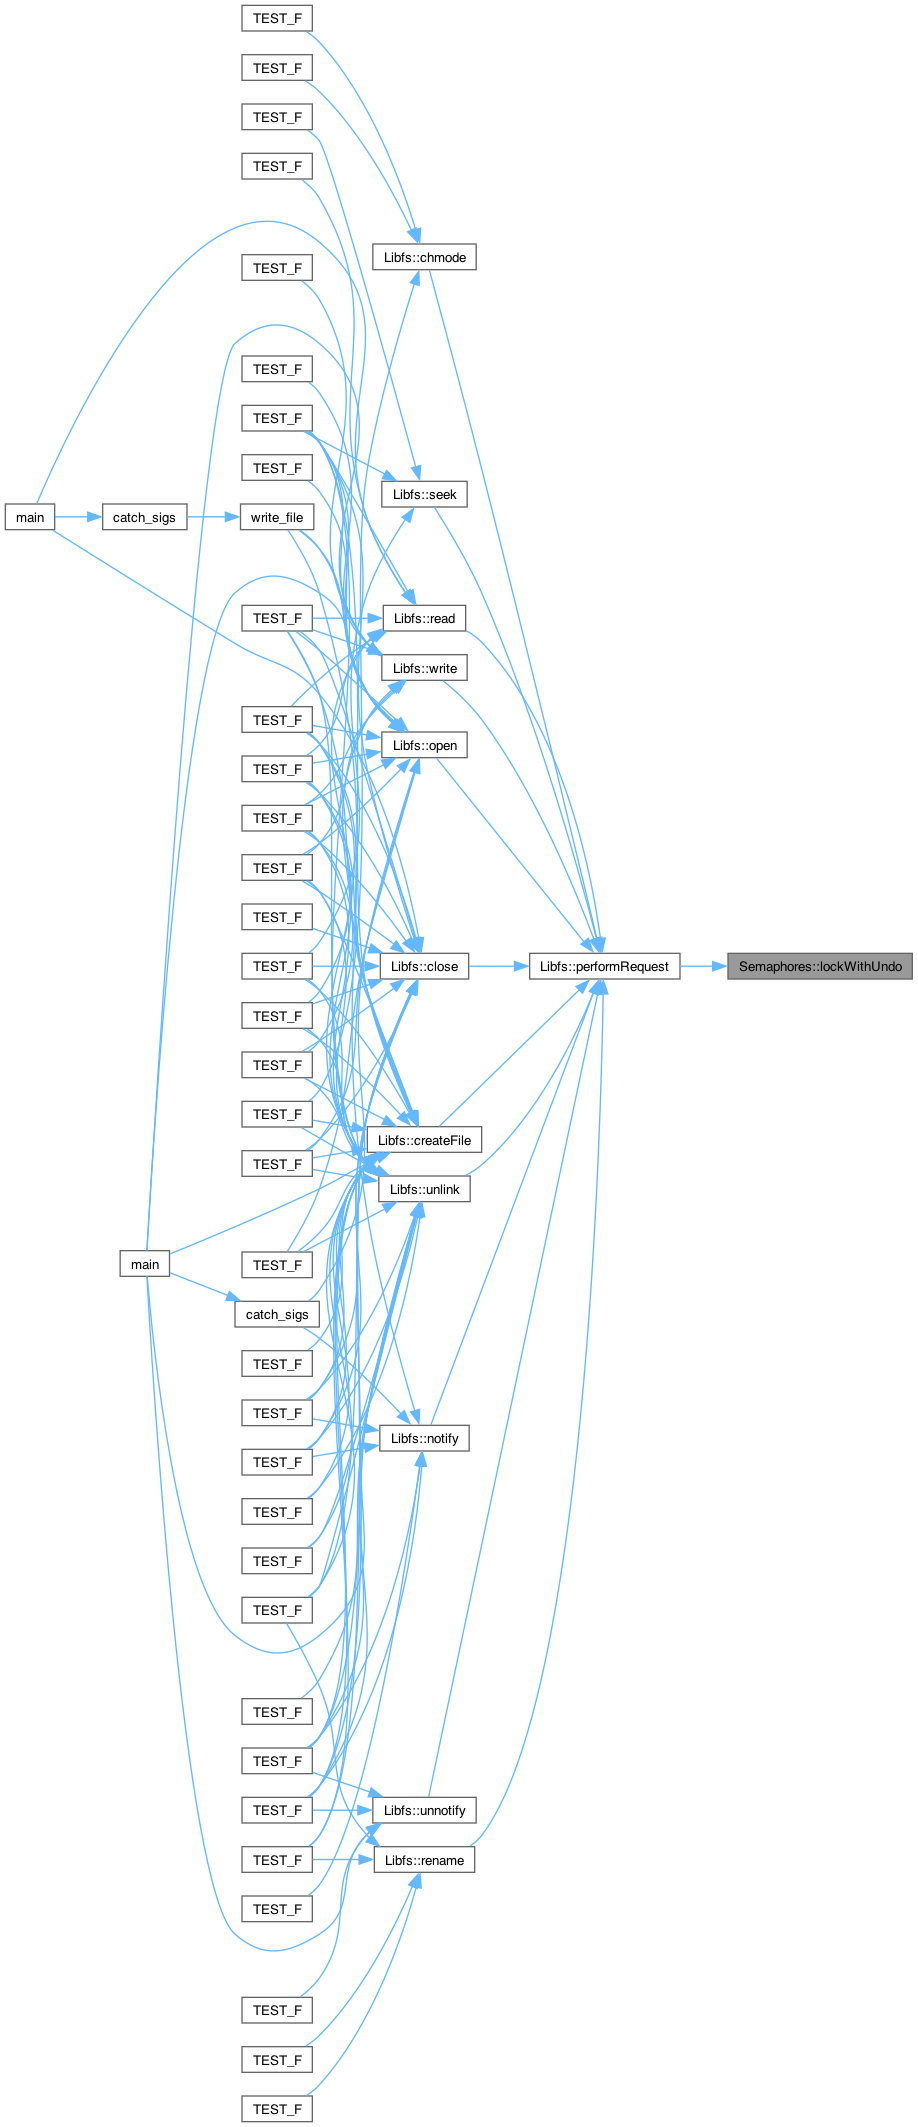 TEST_F
TEST_F
TEST_F
TEST_F
Libfs::chmode
TEST_F
TEST_F
TEST_F
TEST_F
Libfs::seek
main
catch_sigs
write_file
TEST_F
Libfs::read
Libfs::write
TEST_F
Libfs::open
TEST_F
TEST_F
TEST_F
TEST_F
TEST_F
Libfs::close
Libfs::performRequest
Semaphores::lockWithUndo
TEST_F
TEST_F
TEST_F
Libfs::createFile
TEST_F
Libfs::unlink
main
TEST_F
catch_sigs
TEST_F
TEST_F
Libfs::notify
TEST_F
TEST_F
TEST_F
TEST_F
TEST_F
TEST_F
TEST_F
Libfs::unnotify
TEST_F
Libfs::rename
TEST_F
TEST_F
TEST_F
TEST_F